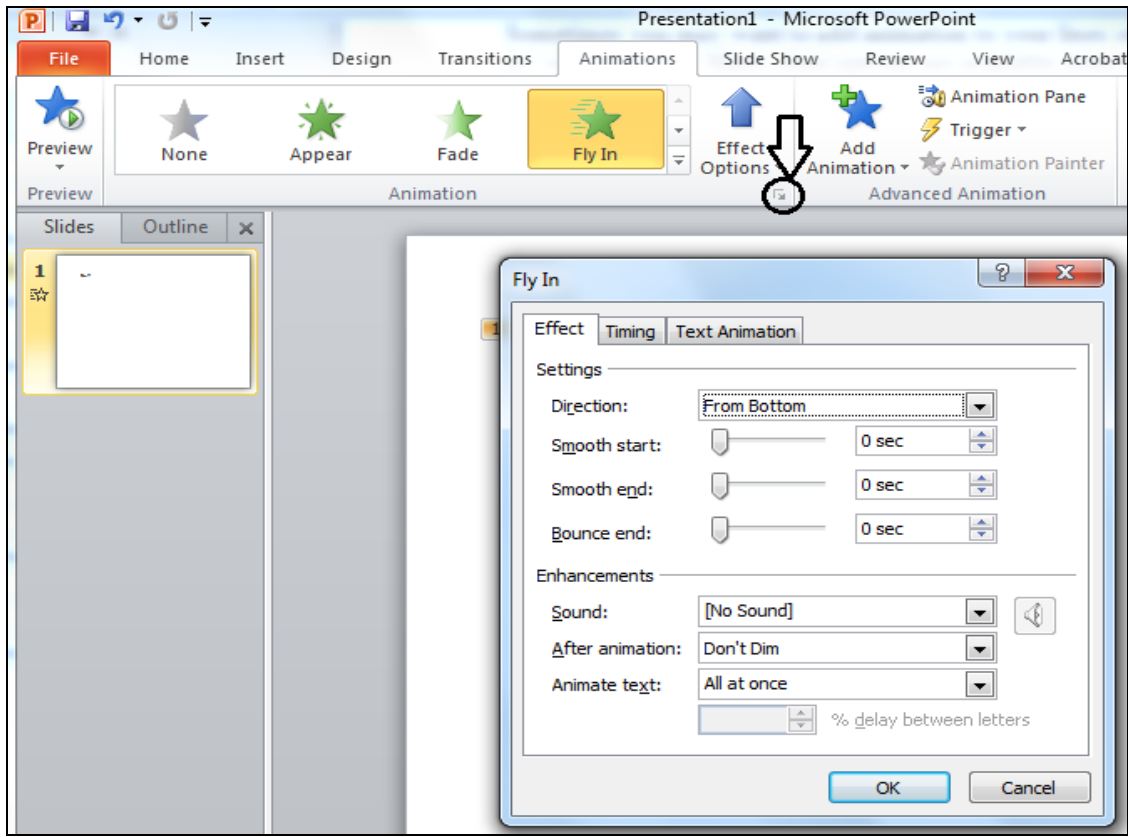 Presentation1 - Microsoft PowerPoint
File Home Insert Design Transitions Animations Slide Show Review View Acrobat
Preview
None
Appear
Fade
Fly In
Effect
Options
Add
Animation
Animation Pane
Trigger
Animation Painter
Preview
Animation
Advanced Animation
Slides Outline
1
1
Fly In
Effect Timing Text Animation
Settings
Direction: From Bottom
Smooth start: 0 sec
Smooth end: 0 sec
Bounce end: 0 sec
Enhancements
Sound: [No Sound]
After animation: Don't Dim
Animate text: All at once
% delay between letters
OK Cancel